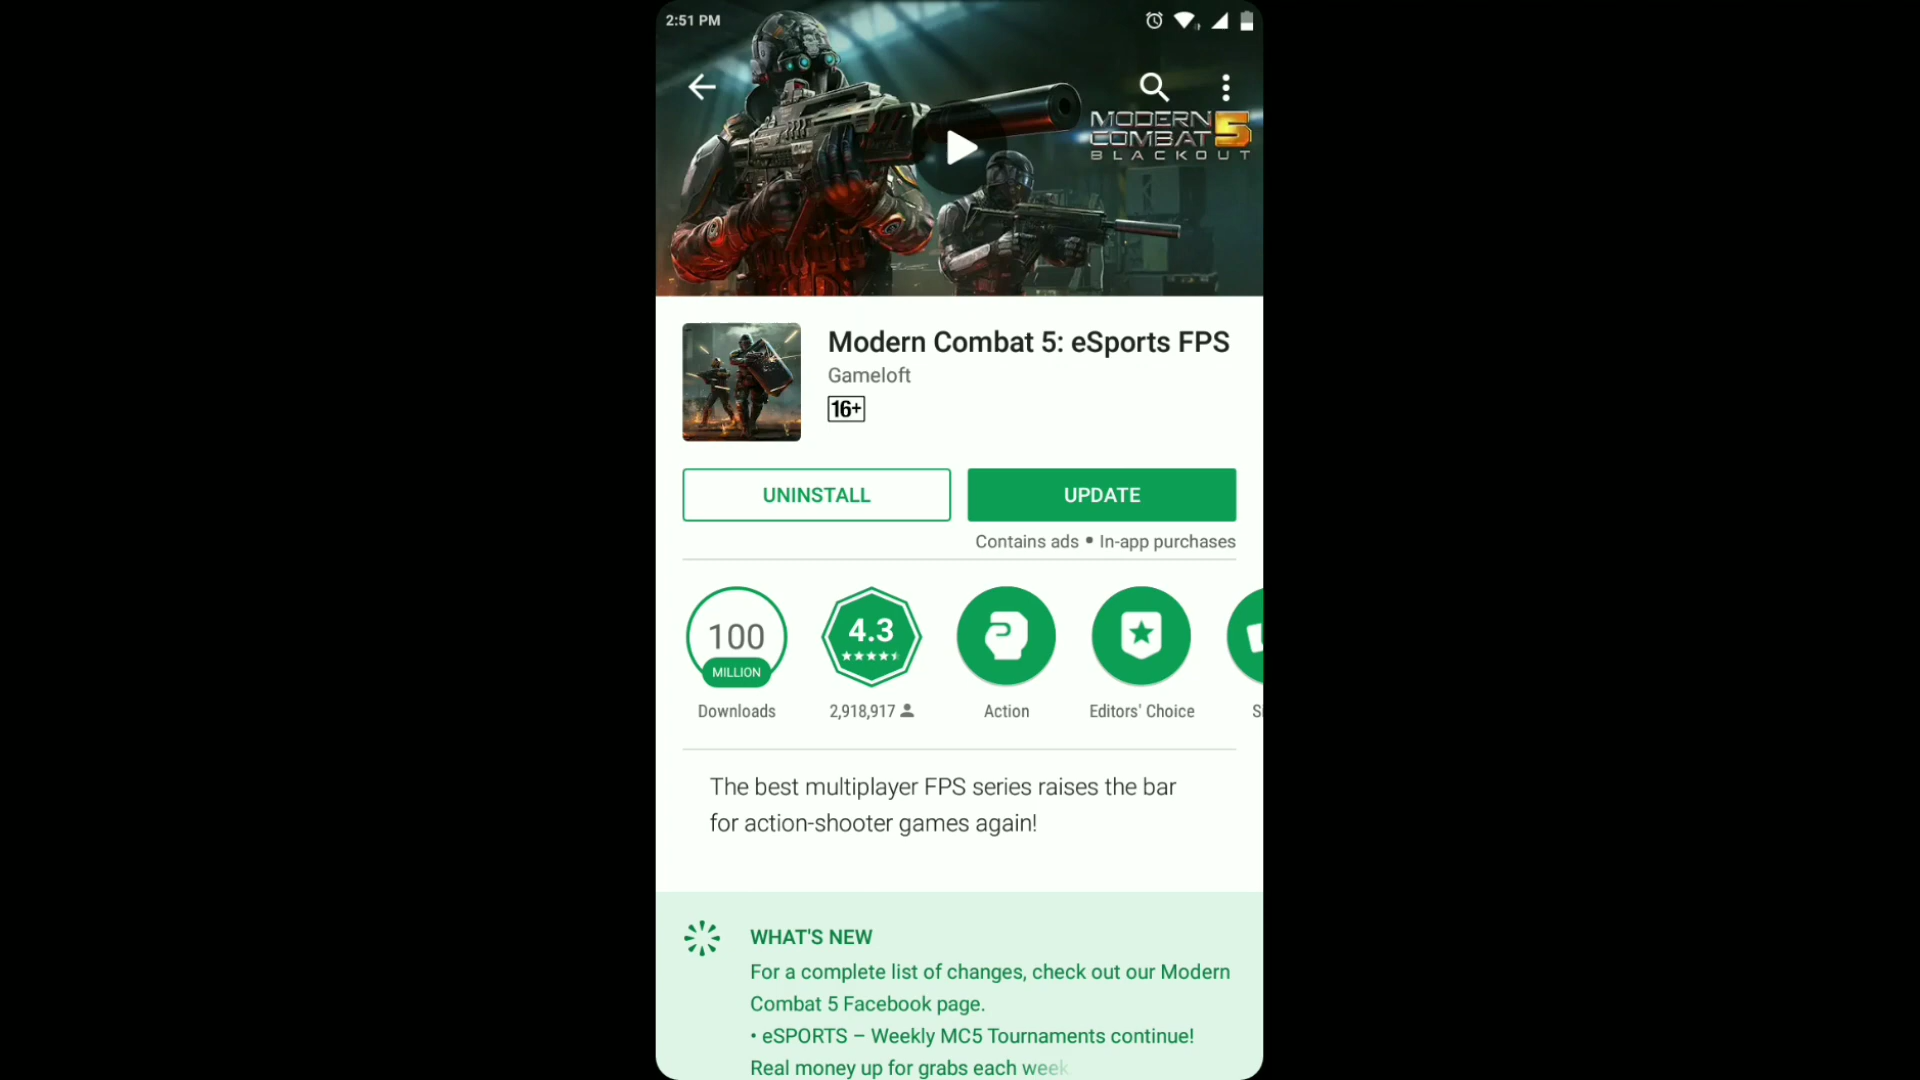 2:51 PM
MODERN
COMBAT 5
BLACKOUT
Modern Combat 5: eSports FPS
Gameloft
16+
UNINSTALL
UPDATE
Contains ads • In-app purchases
100
MILLION
4.3
Downloads
2,918,917
Action
Editors' Choice
The best multiplayer FPS series raises the bar
for action-shooter games again!
WHAT'S NEW
For a complete list of changes, check out our Modern
Combat 5 Facebook page.
• eSPORTS – Weekly MC5 Tournaments continue!
Real money up for grabs each week